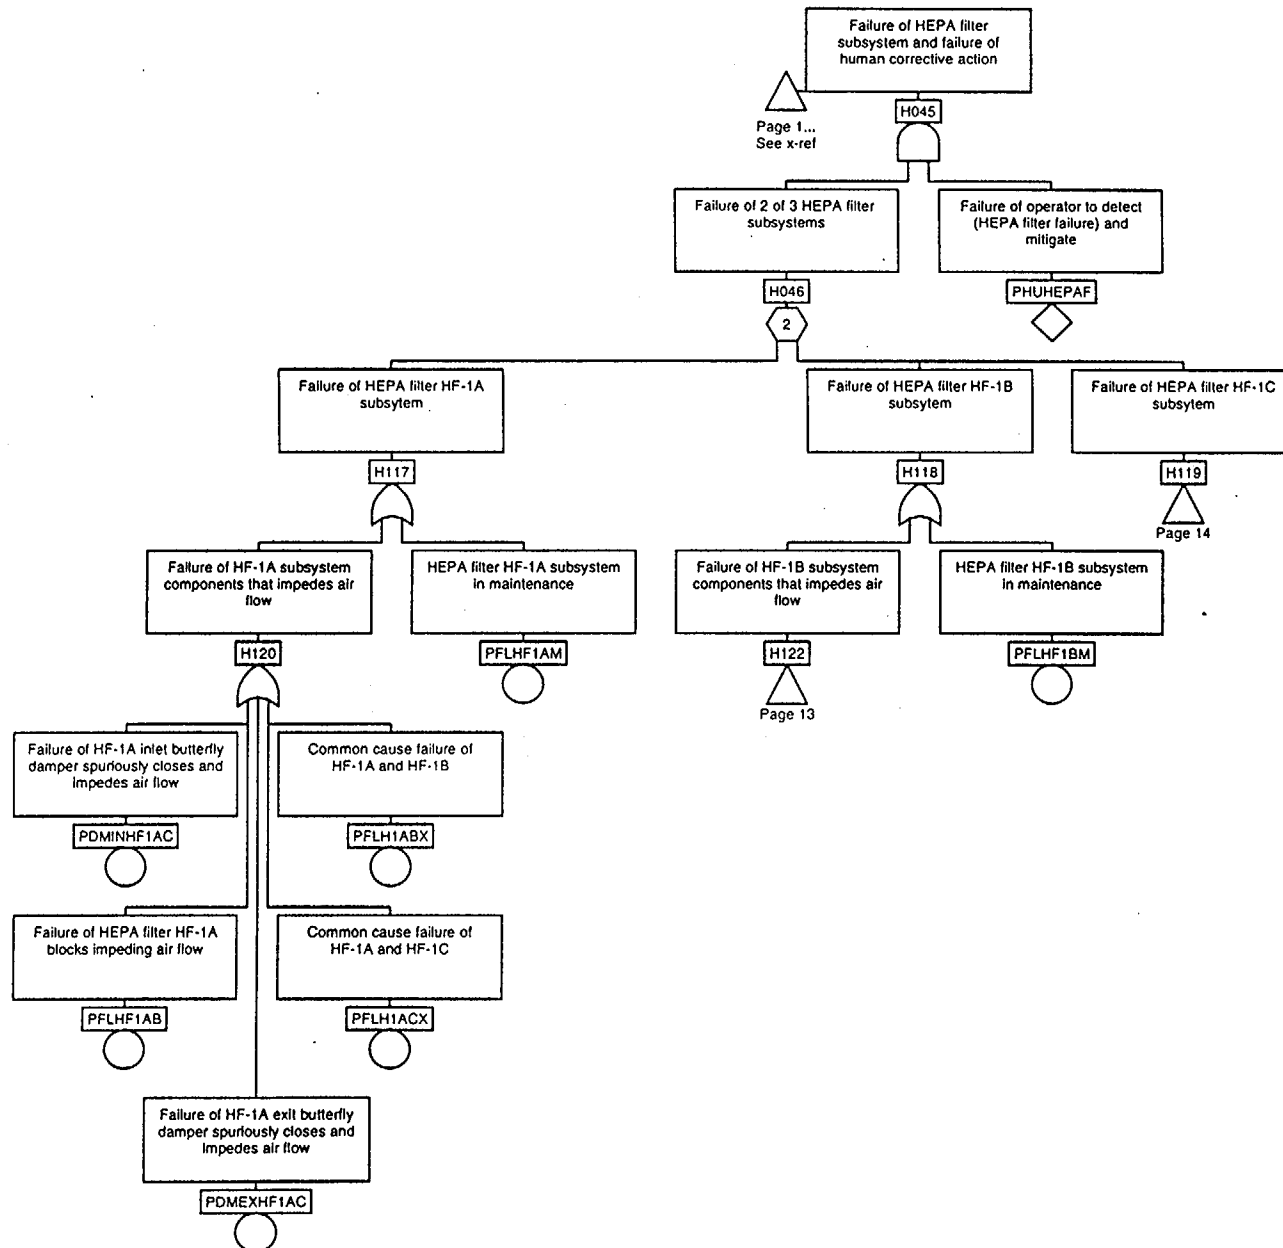 Failure of HEPA filter
subsystem and failure of
human corrective action
Page 1...
See x-ref
H045
Failure of 2 of 3 HEPA filter
subsystems
Failure of operator to detect
(HEPA filter failure) and
mitigate
H046
PHUHEPAF
2
Failure of HEPA filter HF-1A
subsytem
Failure of HEPA filter HF-1B
subsytem
Failure of HEPA filter HF-1C
subsytem
H117
H118
H119
Page 14
Failure of HF-1A subsystem
components that impedes air
flow
HEPA filter HF-1A subsystem
in maintenance
Failure of HF-1B subsystem
components that impedes air
flow
HEPA filter HF-1B subsystem
in maintenance
H120
PFLHF1AM
H122
PFLHF1BM
Page 13
Failure of HF-1A inlet butterfly
damper spuriously closes and
impedes air flow
Common cause failure of
HF-1A and HF-1B
PDMINHF1AC
PFLH1ABX
Failure of HEPA filter HF-1A
blocks impeding air flow
Common cause failure of
HF-1A and HF-1C
PFLHF1AB
PFLH1ACX
Failure of HF-1A exit butterfly
damper spuriously closes and
impedes air flow
PDMEXHF1AC